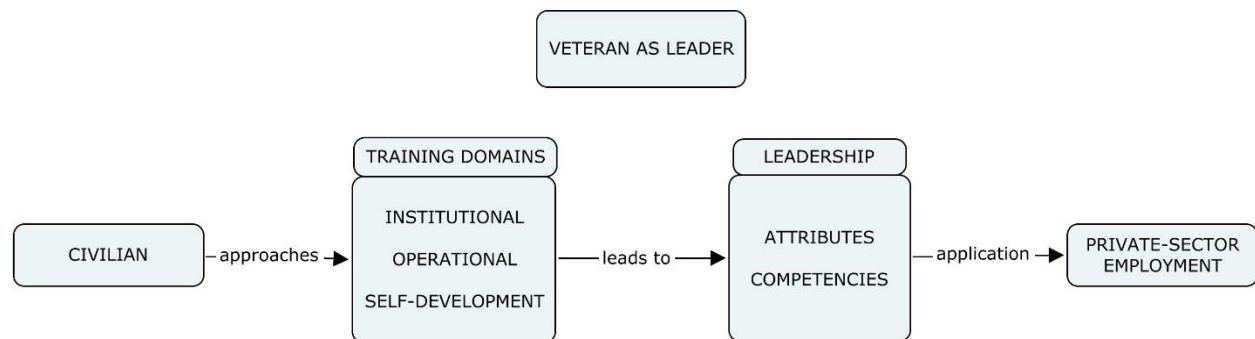 VETERAN AS LEADER
TRAINING DOMAINS
INSTITUTIONAL
OPERATIONAL
SELF-DEVELOPMENT
LEADERSHIP
ATTRIBUTES
COMPETENCIES
CIVILIAN
approaches
leads to
application
PRIVATE-SECTOR
EMPLOYMENT